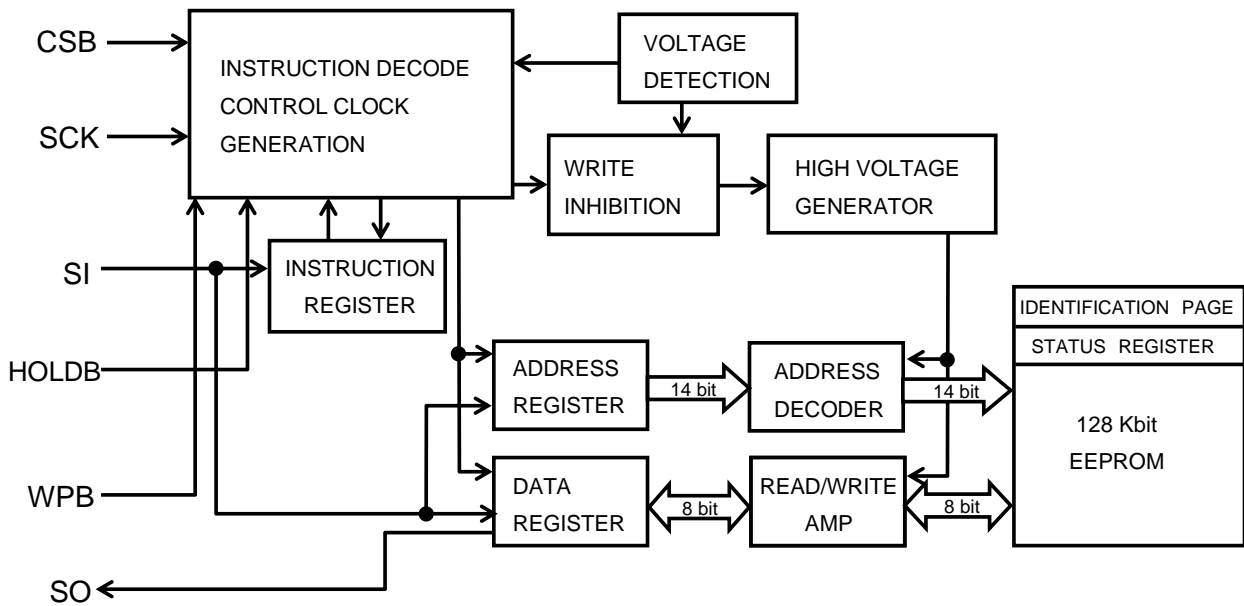 CSB
SCK
SI
HOLDB
WPB
SO
INSTRUCTION DECODE
CONTROL CLOCK
GENERATION
VOLTAGE
DETECTION
WRITE
INHIBITION
HIGH VOLTAGE
GENERATOR
INSTRUCTION
REGISTER
ADDRESS
REGISTER
14 bit
ADDRESS
DECODER
14 bit
DATA
REGISTER
8 bit
READ/WRITE
AMP
8 bit
IDENTIFICATION PAGE
STATUS REGISTER
128 Kbit
EEPROM